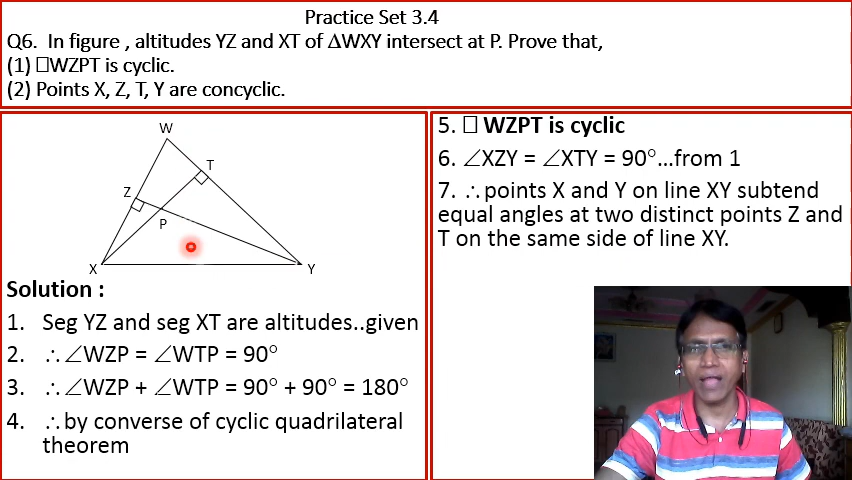 Practice Set 3.4
Q6. In figure , altitudes YZ and XT of ΔWXY intersect at P. Prove that,
(1) □WZPT is cyclic.
(2) Points X, Z, T, Y are concyclic.
W
T
Z
P
X
Y
Solution :
1. Seg YZ and seg XT are altitudes..given
2. ∴∠WZP = ∠WTP = 90°
3. ∴∠WZP + ∠WTP = 90° + 90° = 180°
4. ∴by converse of cyclic quadrilateral
theorem
5. □ WZPT is cyclic
6. ∠XZY = ∠XTY = 90°...from 1
7. ∴points X and Y on line XY subtend
equal angles at two distinct points Z and
T on the same side of line XY.